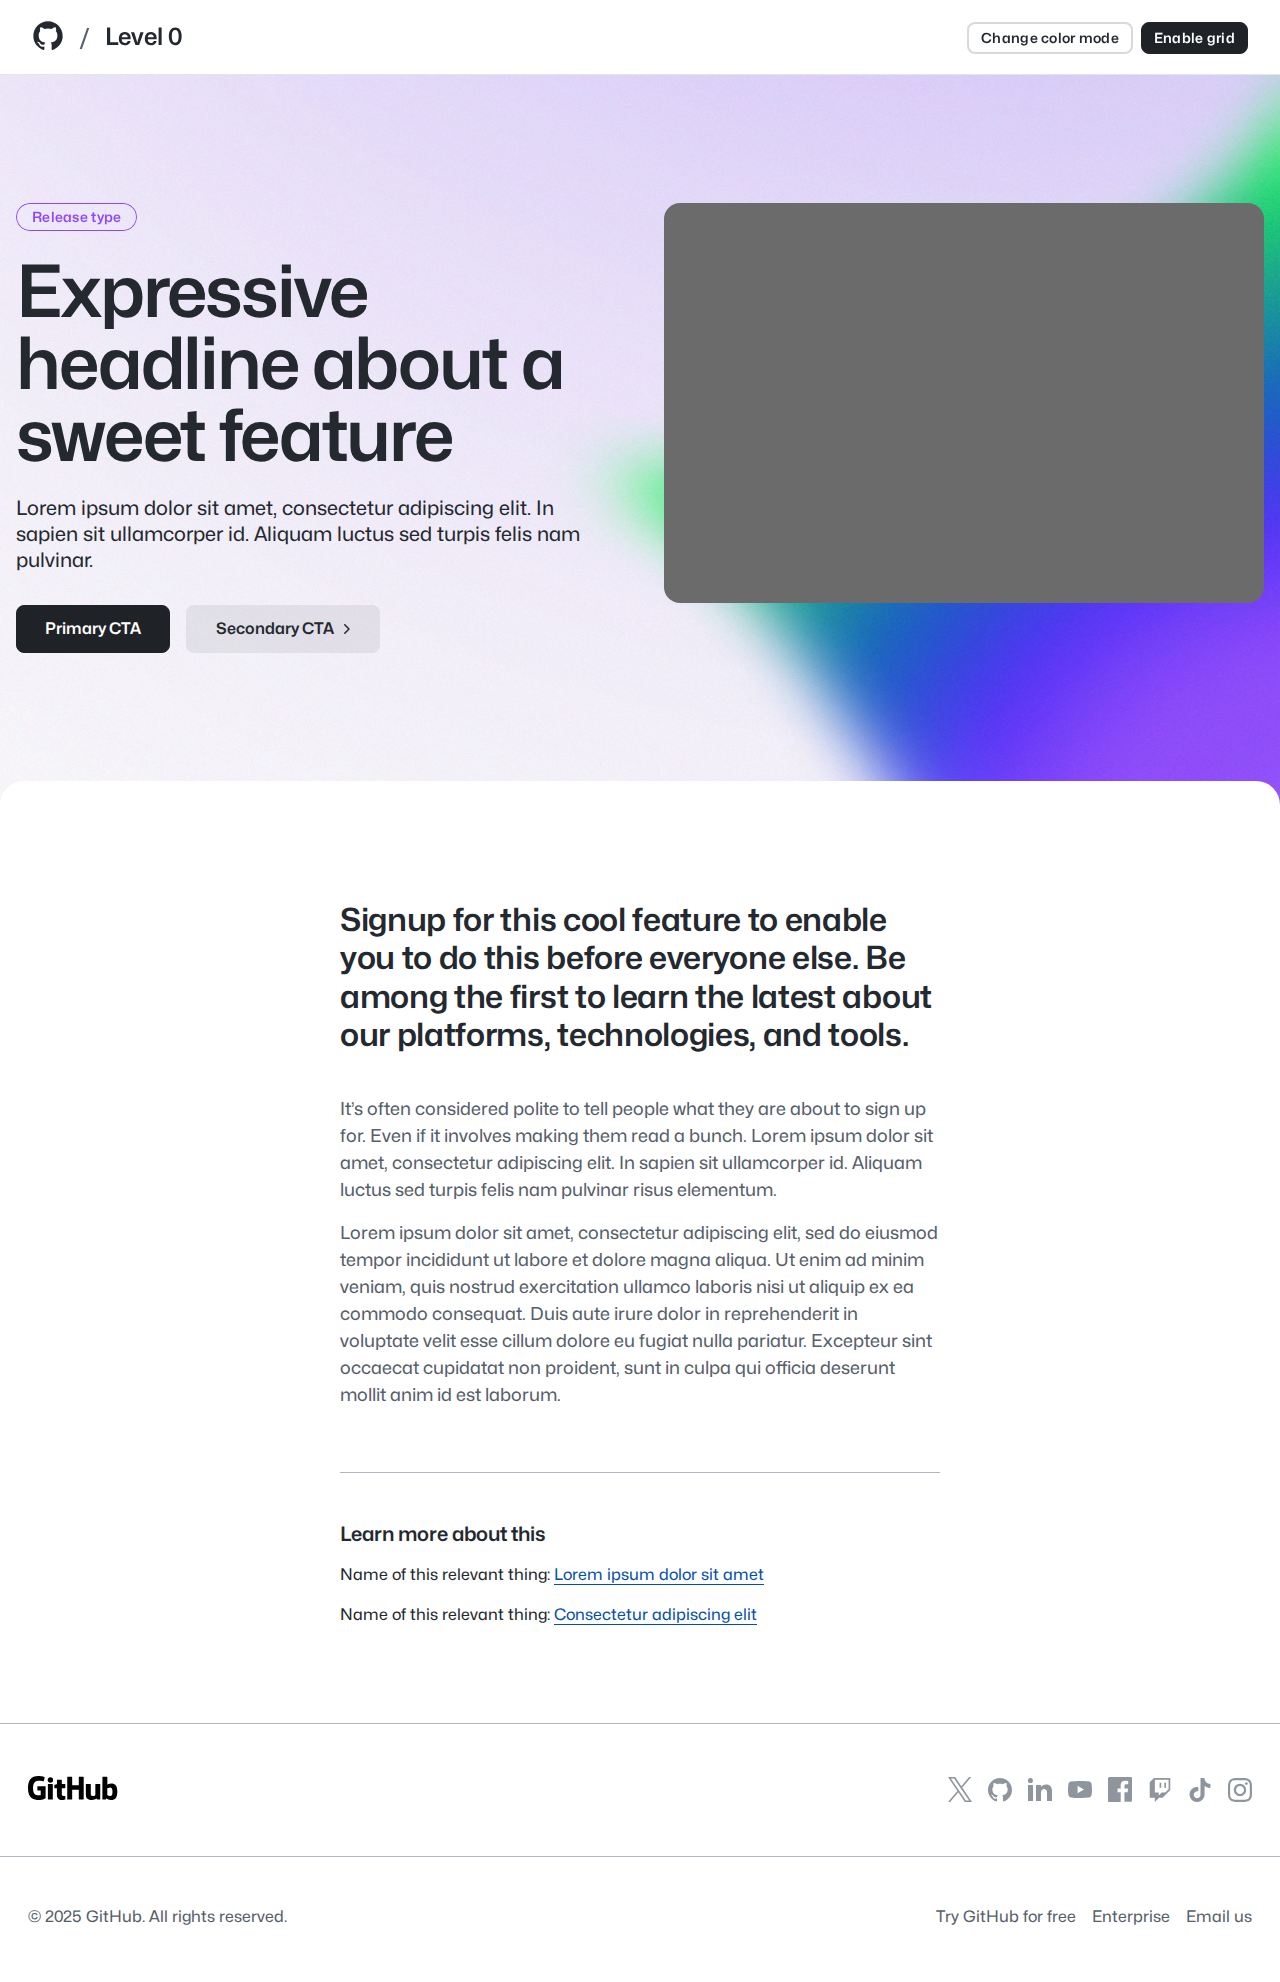 / Level 0
Change color mode
Enable grid
Release type
Expressive
headline about a
sweet feature
Lorem ipsum dolor sit amet, consectetur adipiscing elit. In
sapien sit ullamcorper id. Aliquam luctus sed turpis felis nam
pulvinar.
Primary CTA
Secondary CTA
Signup for this cool feature to enable
you to do this before everyone else. Be
among the first to learn the latest about
our platforms, technologies, and tools.
It’s often considered polite to tell people what they are about to sign up
for. Even if it involves making them read a bunch. Lorem ipsum dolor sit
amet, consectetur adipiscing elit. In sapien sit ullamcorper id. Aliquam
luctus sed turpis felis nam pulvinar risus elementum.
Lorem ipsum dolor sit amet, consectetur adipiscing elit, sed do eiusmod
tempor incididunt ut labore et dolore magna aliqua. Ut enim ad minim
veniam, quis nostrud exercitation ullamco laboris nisi ut aliquip ex ea
commodo consequat. Duis aute irure dolor in reprehenderit in
voluptate velit esse cillum dolore eu fugiat nulla pariatur. Excepteur sint
occaecat cupidatat non proident, sunt in culpa qui officia deserunt
mollit anim id est laborum.
Learn more about this
Name of this relevant thing: Lorem ipsum dolor sit amet
Name of this relevant thing: Consectetur adipiscing elit
GitHub
© 2025 GitHub. All rights reserved.
Try GitHub for free
Enterprise
Email us